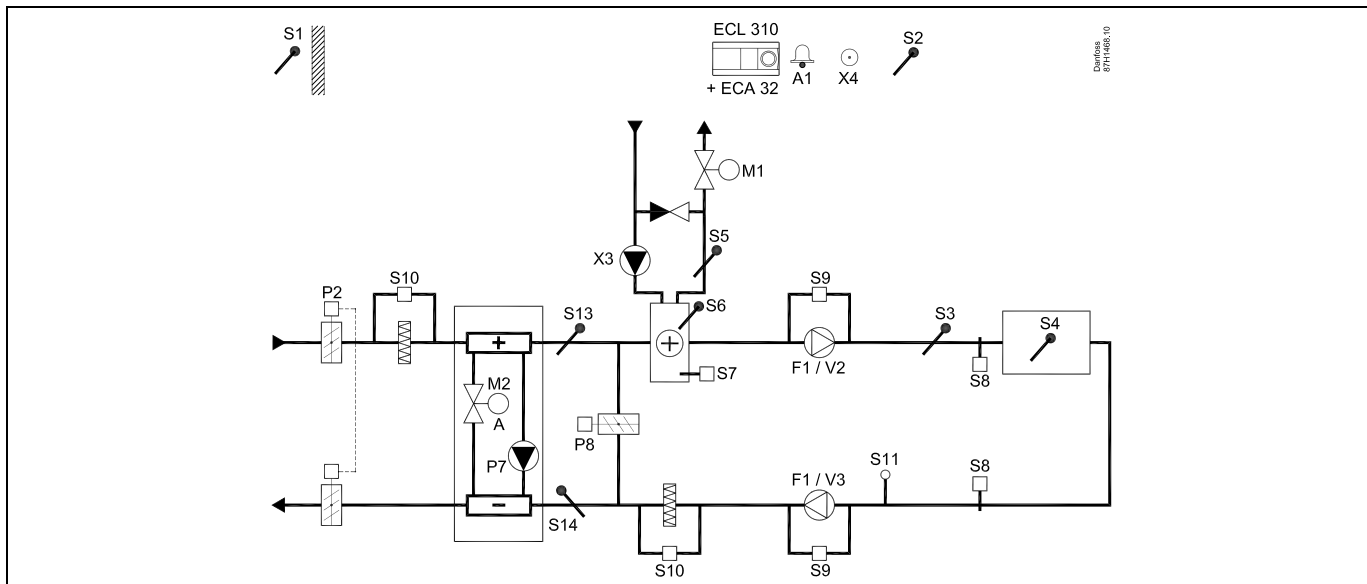 S1
ECL 310
+ ECA 32
A1
X4
S2
Danfoss
87H1468.10
M1
X3
S5
S10
P2
S13
S6
S9
S3
S4
M2
A
S7
F1 / V2
S8
P8
P7
S11
F1 / V3
S8
S14
S10
S9